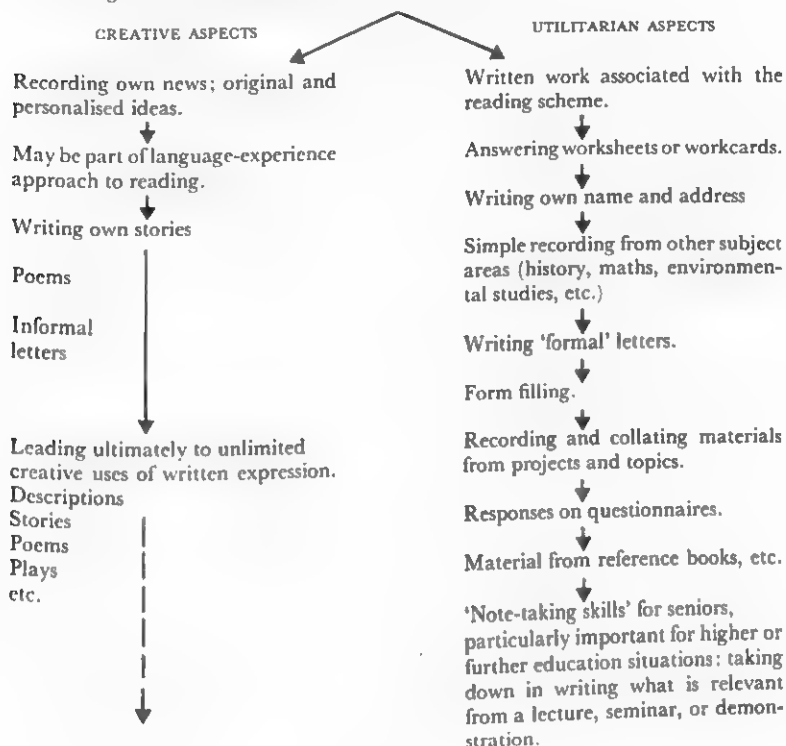 CREATIVE ASPECTS
Recording own news; original and
personalised ideas.
May be part of language-experience
approach to reading.
Writing own stories
Poems
Informal
letters
Leading ultimately to unlimited
creative uses of written expression.
Descriptions
Stories
Poems
Plays
etc.
UTILITARIAN ASPECTS
Written work associated with the
reading scheme.
Answering worksheets or workcards.
Writing own name and address
Simple recording from other subject
areas (history, maths, environmen-
tal studies, etc.)
Writing ‘formal’ letters.
Form filling.
Recording and collating materials
from projects and topics.
Responses on questionnaires.
Material from reference books, etc.
‘Note-taking skills’ for seniors,
particularly important for higher or
further education situations: taking
down in writing what is relevant
from a lecture, seminar, or demon-
stration.